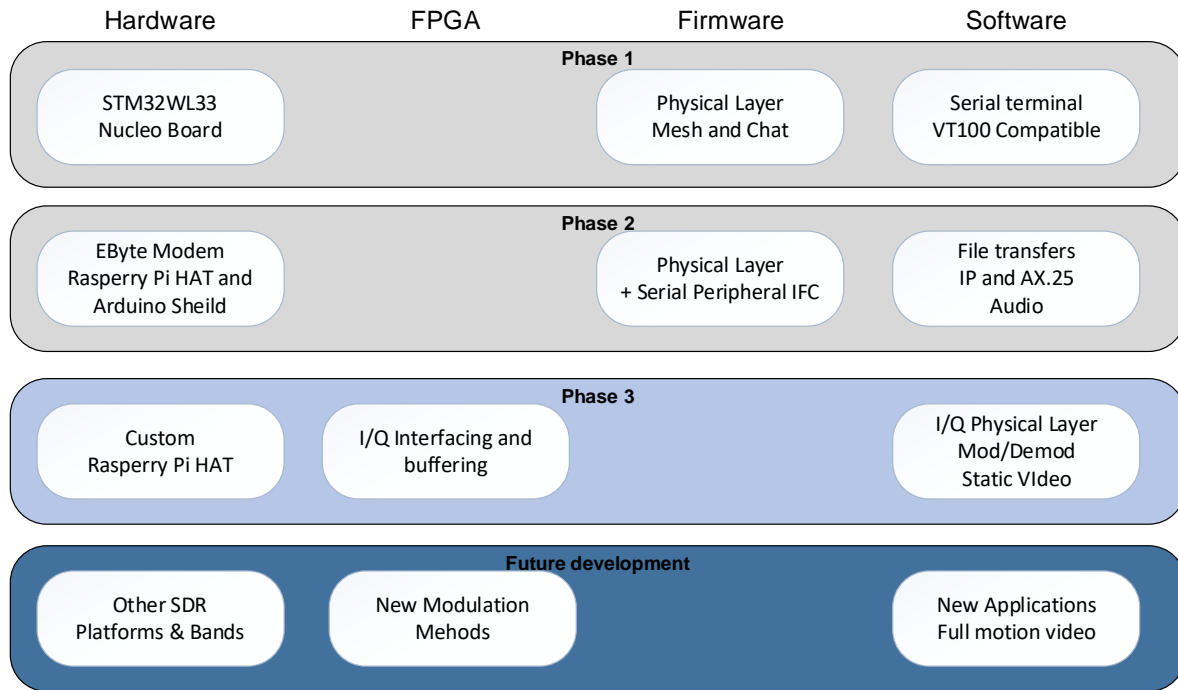 Hardware
FPGA
Firmware
Software
Phase 1
STM32WL33
Nucleo Board
Physical Layer
Mesh and Chat
Serial terminal
VT100 Compatible
Phase 2
EByte Modem
Rasperry Pi HAT and
Arduino Sheild
Physical Layer
+ Serial Peripheral IFC
File transfers
IP and AX.25
Audio
Phase 3
Custom
Rasperry Pi HAT
I/Q Interfacing and
buffering
I/Q Physical Layer
Mod/Demod
Static VIdeo
Future development
Other SDR
Platforms & Bands
New Modulation
Mehods
New Applications
Full motion video